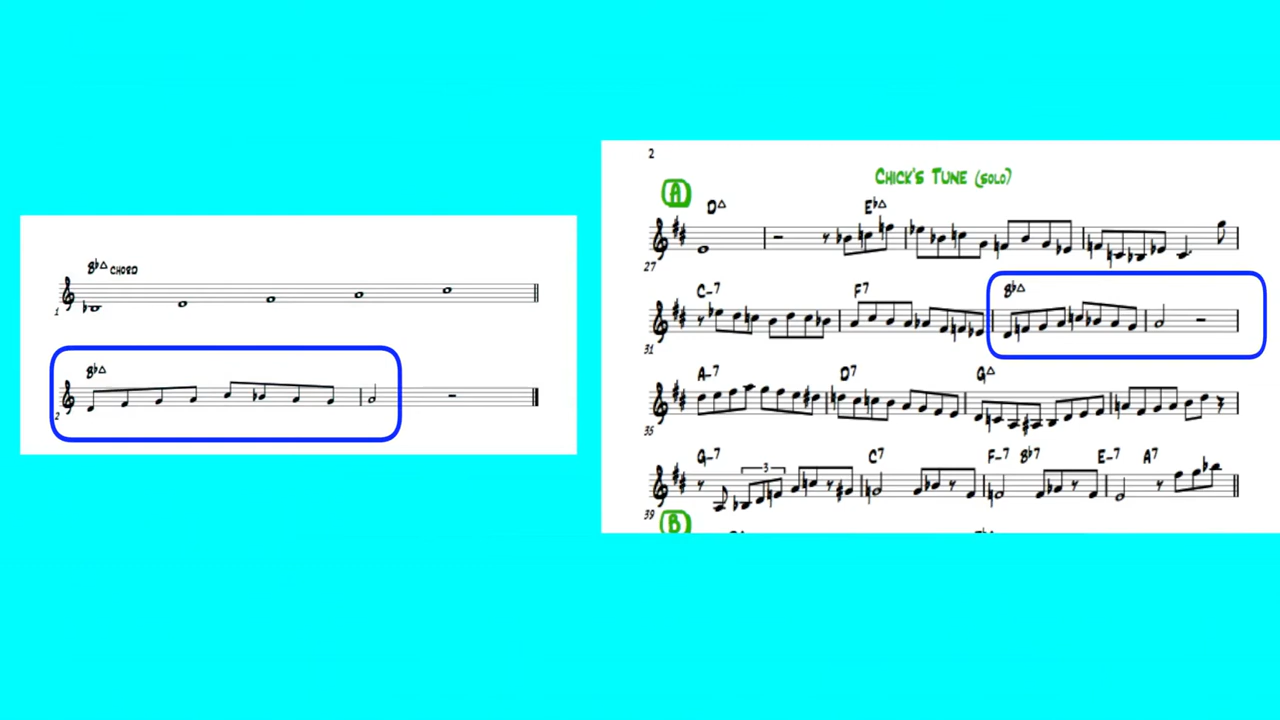 B♭△ CHORD
1
B♭△
2
2
CHICK'S TUNE (SOLO)
A
D△ E♭△
27
C-7 F7 B♭△
31
A-7 D7 G△
35
G-7 3 C7 F-7 B♭7 E-7 A7
39
B